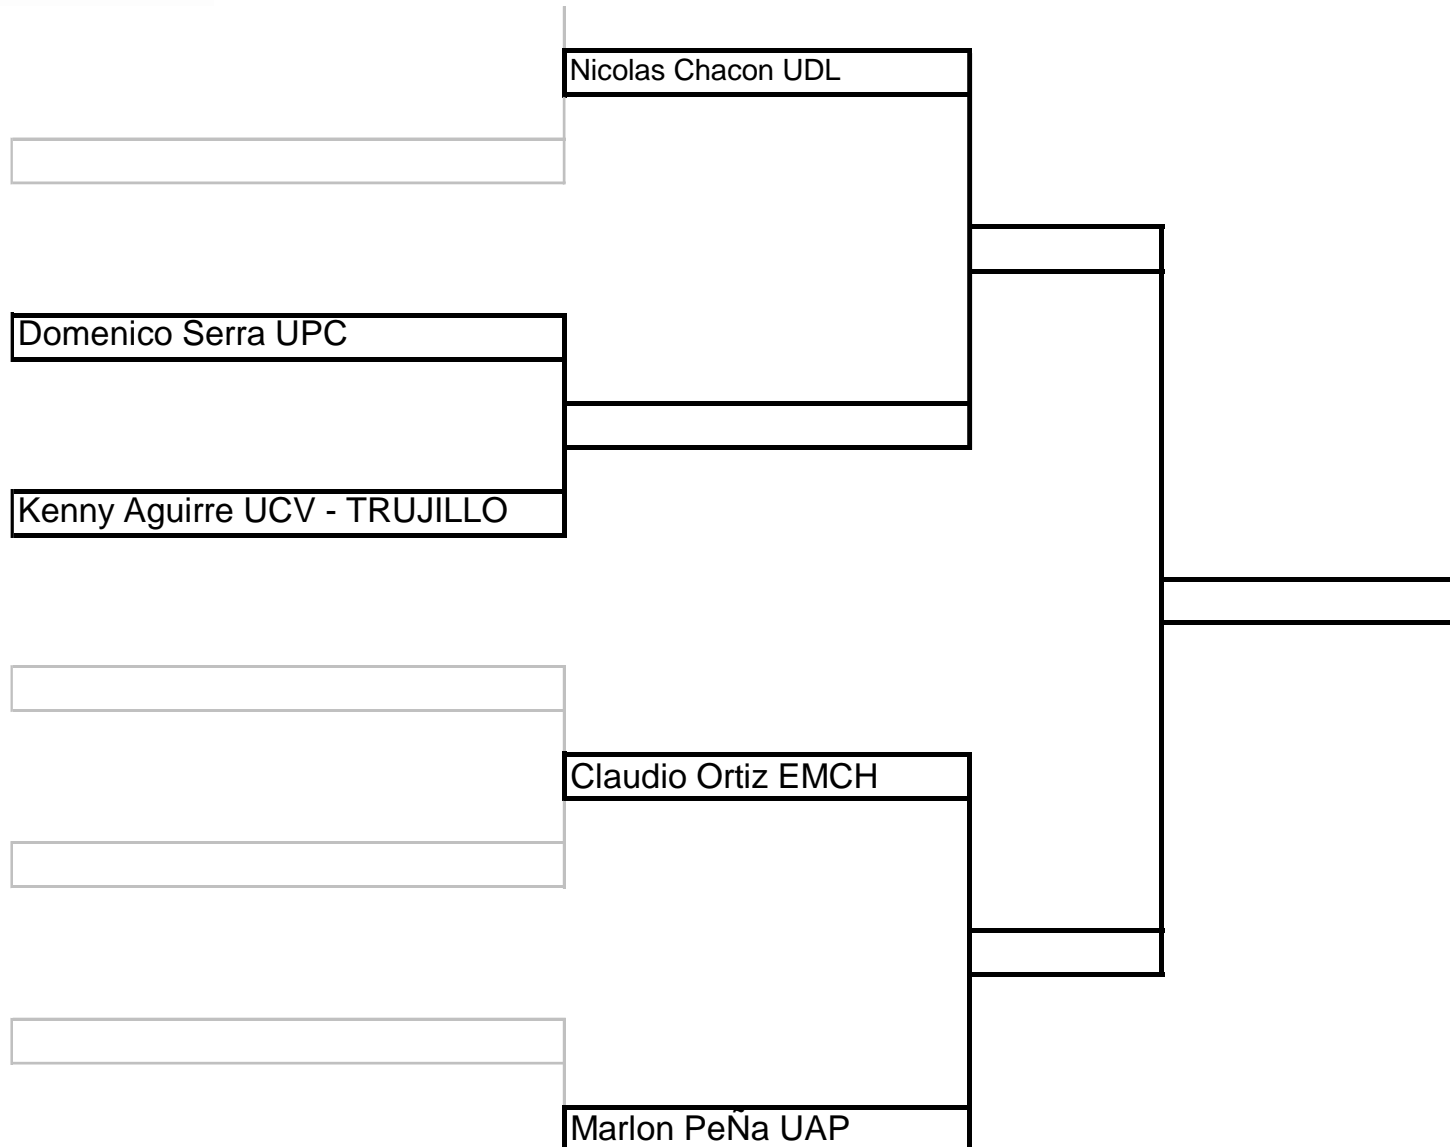 Nicolas Chacon UDL
Domenico Serra UPC
Kenny Aguirre UCV - TRUJILLO
Claudio Ortiz EMCH
Marlon PeÑa UAP